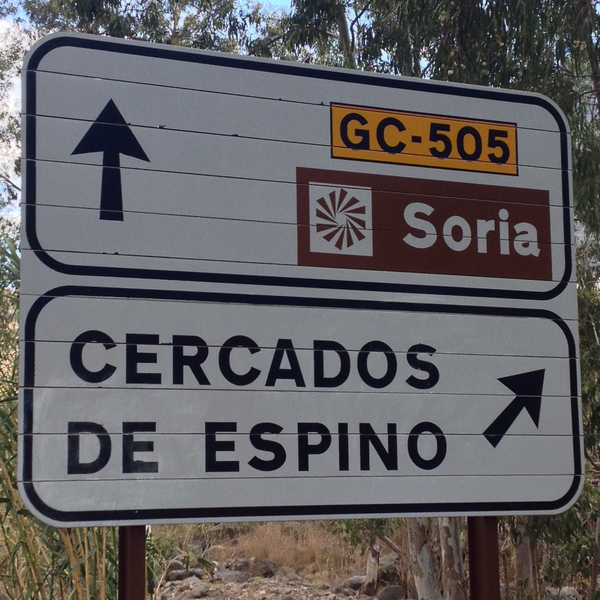 GC-505
Soria
CERCADOS
DE ESPINO